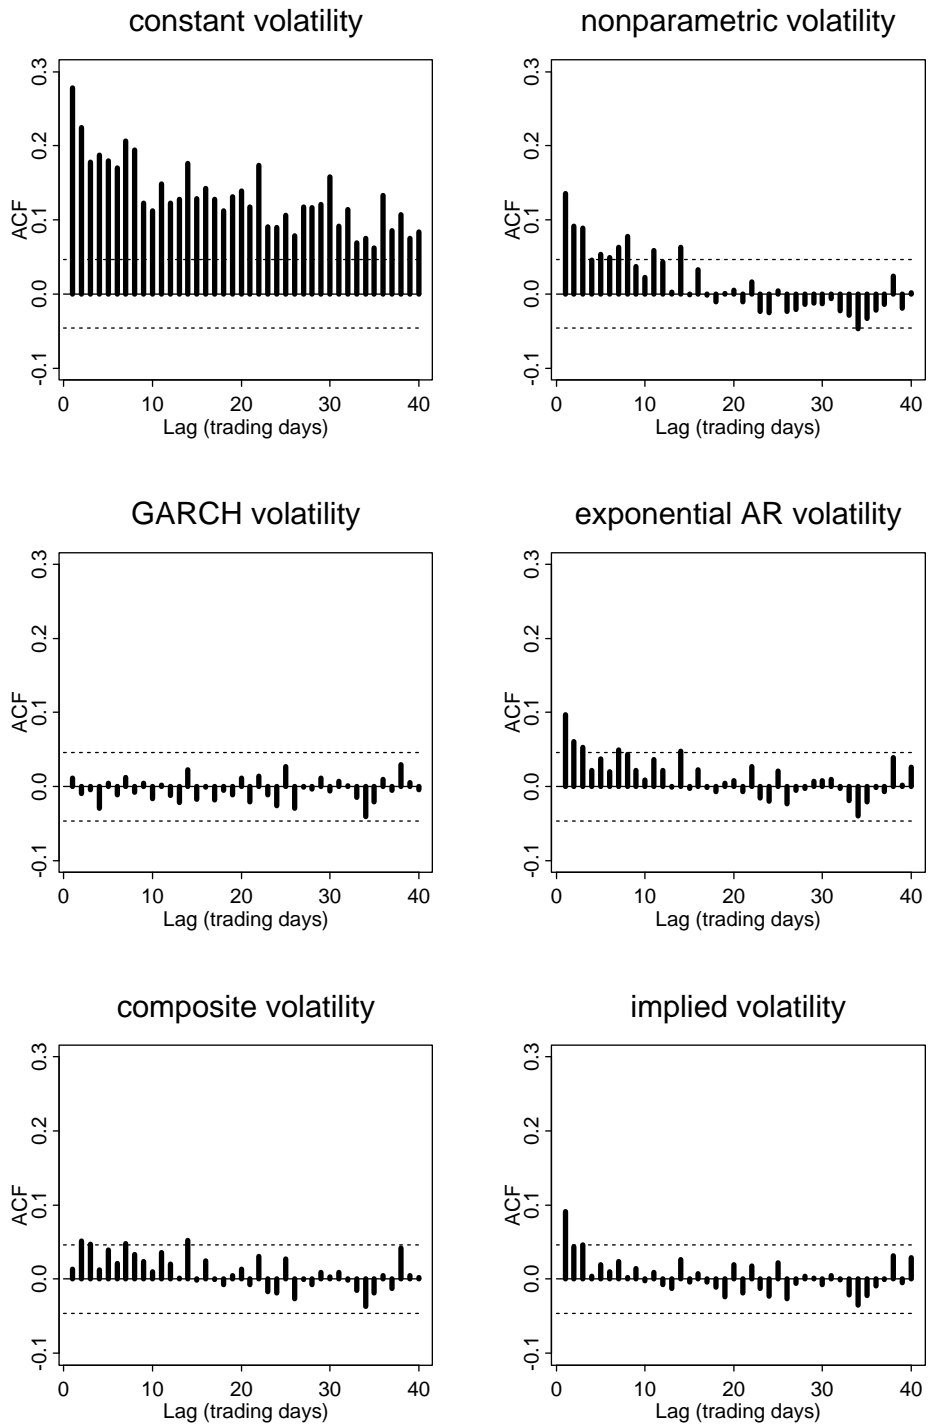 constant volatility
ACF
0.3
0.2
0.1
0.0
-0.1
0 10 20 30 40
Lag (trading days)
nonparametric volatility
ACF
0.3
0.2
0.1
0.0
-0.1
0 10 20 30 40
Lag (trading days)
GARCH volatility
ACF
0.3
0.2
0.1
0.0
-0.1
0 10 20 30 40
Lag (trading days)
exponential AR volatility
ACF
0.3
0.2
0.1
0.0
-0.1
0 10 20 30 40
Lag (trading days)
composite volatility
ACF
0.3
0.2
0.1
0.0
-0.1
0 10 20 30 40
Lag (trading days)
implied volatility
ACF
0.3
0.2
0.1
0.0
-0.1
0 10 20 30 40
Lag (trading days)